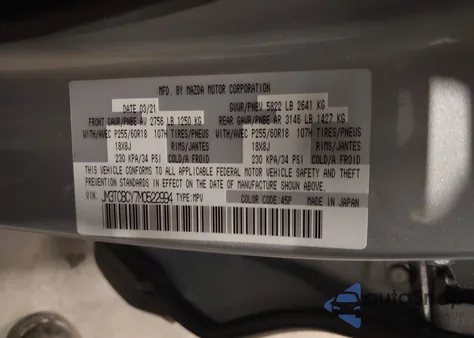 MFD. BY MAZDA MOTOR CORPORATION
DATE 03/21 GVWR/PNBV 5822 LB 2641 KG
FRONT GAWR/PNBE AV 2756 LB 1250 KG REAR GAWR/PNBE AR 3146 LB 1427 KG
WITH/AVEC P255/60R18 107H TIRES/PNEUS WITH/AVEC P255/60R18 107H TIRES/PNEUS
18X8J RIMS/JANTES 18X8J RIMS/JANTES
230 KPA/34 PSI COLD/A FROID 230 KPA/34 PSI COLD/A FROID
THIS VEHICLE CONFORMS TO ALL APPLICABLE FEDERAL MOTOR VEHICLE SAFETY AND THEFT
PREVENTION STANDARDS IN EFFECT ON THE DATE OF MANUFACTURE SHOWN ABOVE.
VIN: JM3TCBCY7M0522994 TYPE:MPV
COLOR CODE:45P MADE IN JAPAN